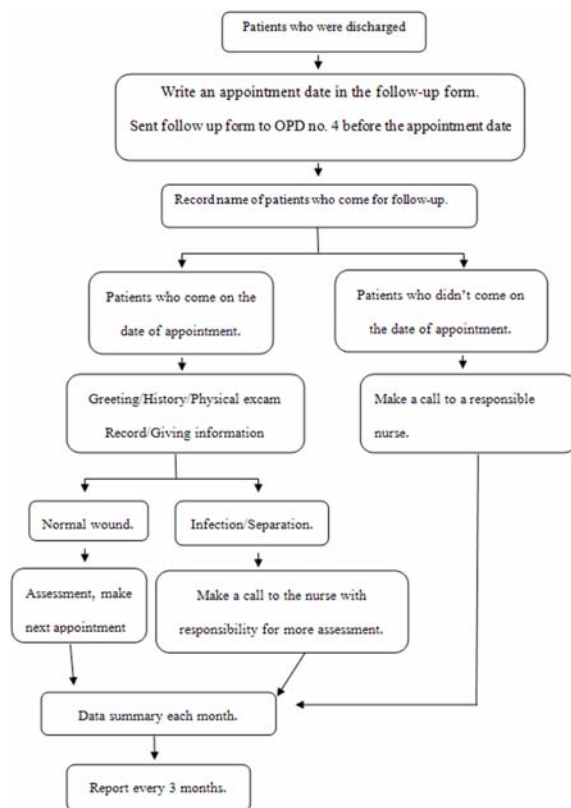 Patients who were discharged
Write an appointment date in the follow-up form.
Sent follow up form to OPD no. 4 before the appointment date
Record name of patients who come for follow-up.
Patients who come on the
date of appointment.
Patients who didn't come on
the date of appointment.
Greeting/History/Physical excam
Record/Giving information
Make a call to a responsible
nurse.
Normal wound.
Infection/Separation.
Assessment, make
next appointment
Make a call to the nurse with
responsibility for more assessment.
Data summary each month.
Report every 3 months.